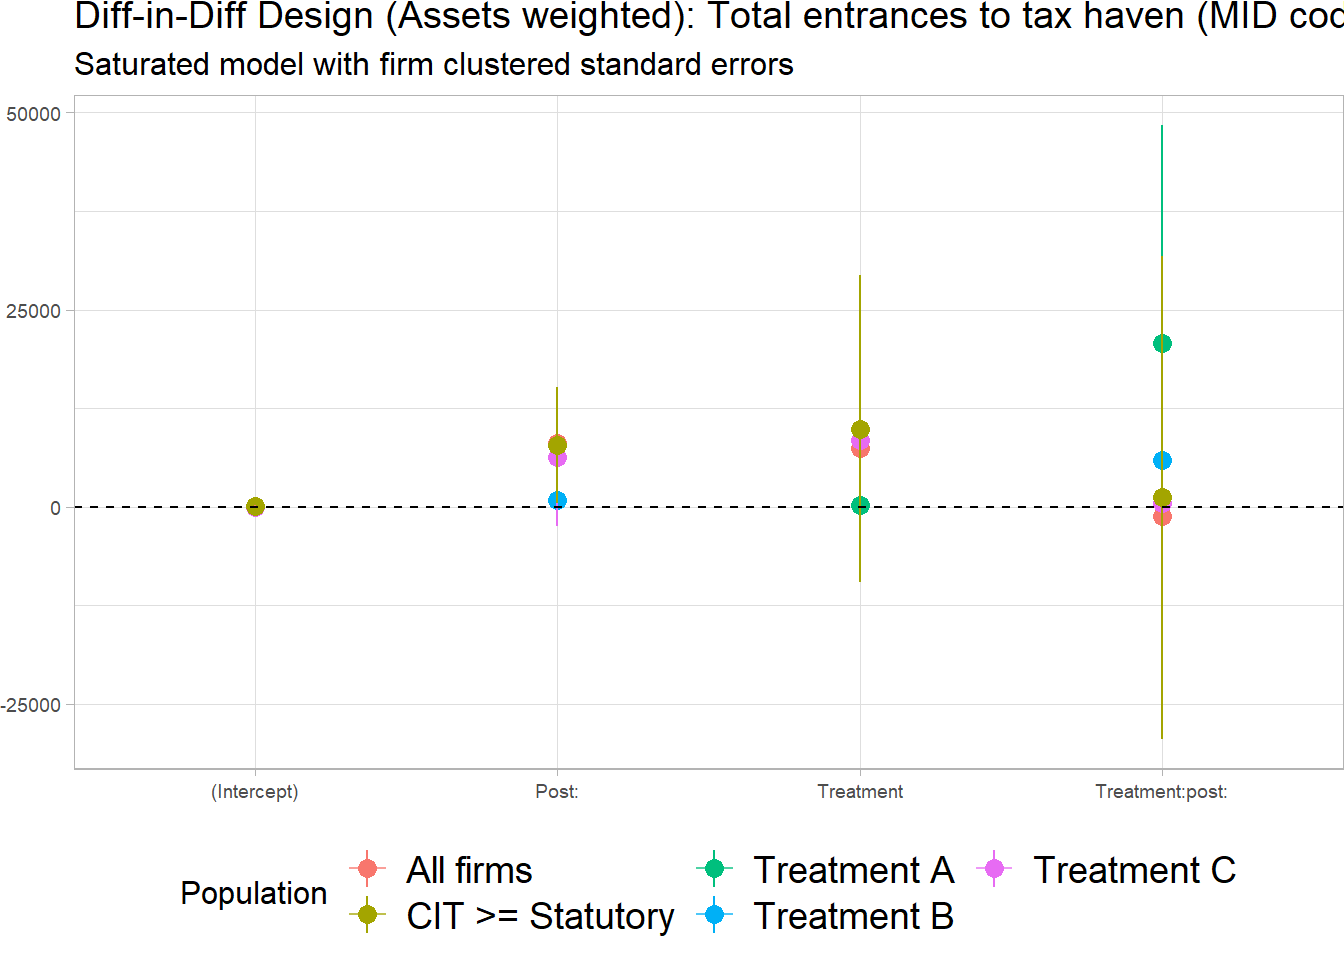 Diff-in-Diff Design (Assets weighted): Total entrances to tax haven (MID cod
Saturated model with firm clustered standard errors
50000
25000
0
-25000
(Intercept) Post: Treatment Treatment:post:
Population
All firms Treatment A Treatment C
CIT >= Statutory Treatment B